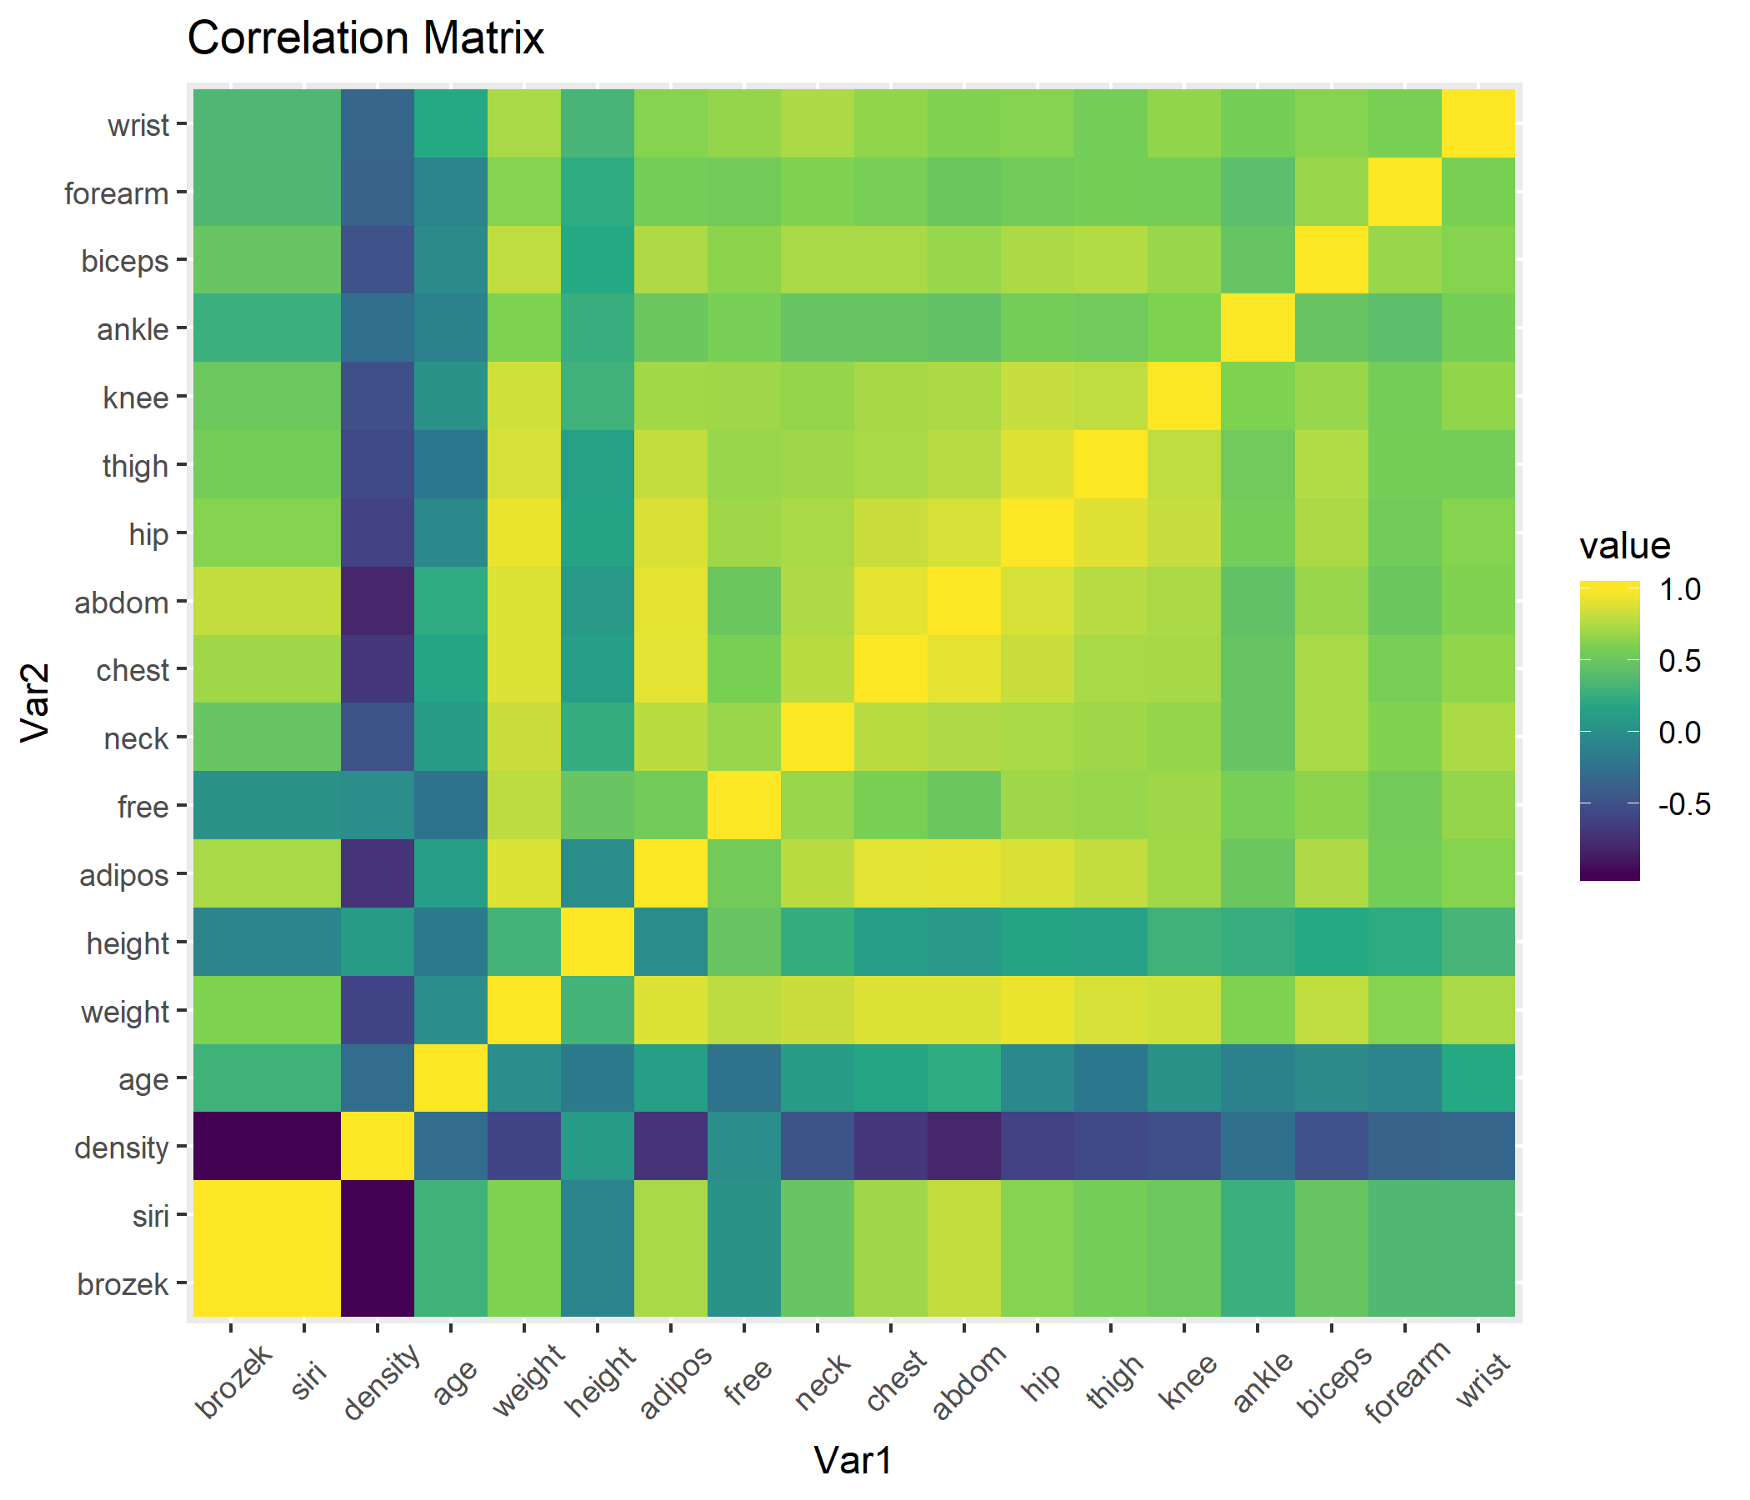 Correlation Matrix
wrist
forearm
biceps
ankle
knee
thigh
hip
abdom
chest
neck
free
adipos
height
weight
age
density
siri
brozek
Var2
brozek
siri
density
age
weight
height
adipos
free
neck
chest
abdom
hip
thigh
knee
ankle
biceps
forearm
wrist
Var1
value
1.0
0.5
0.0
-0.5